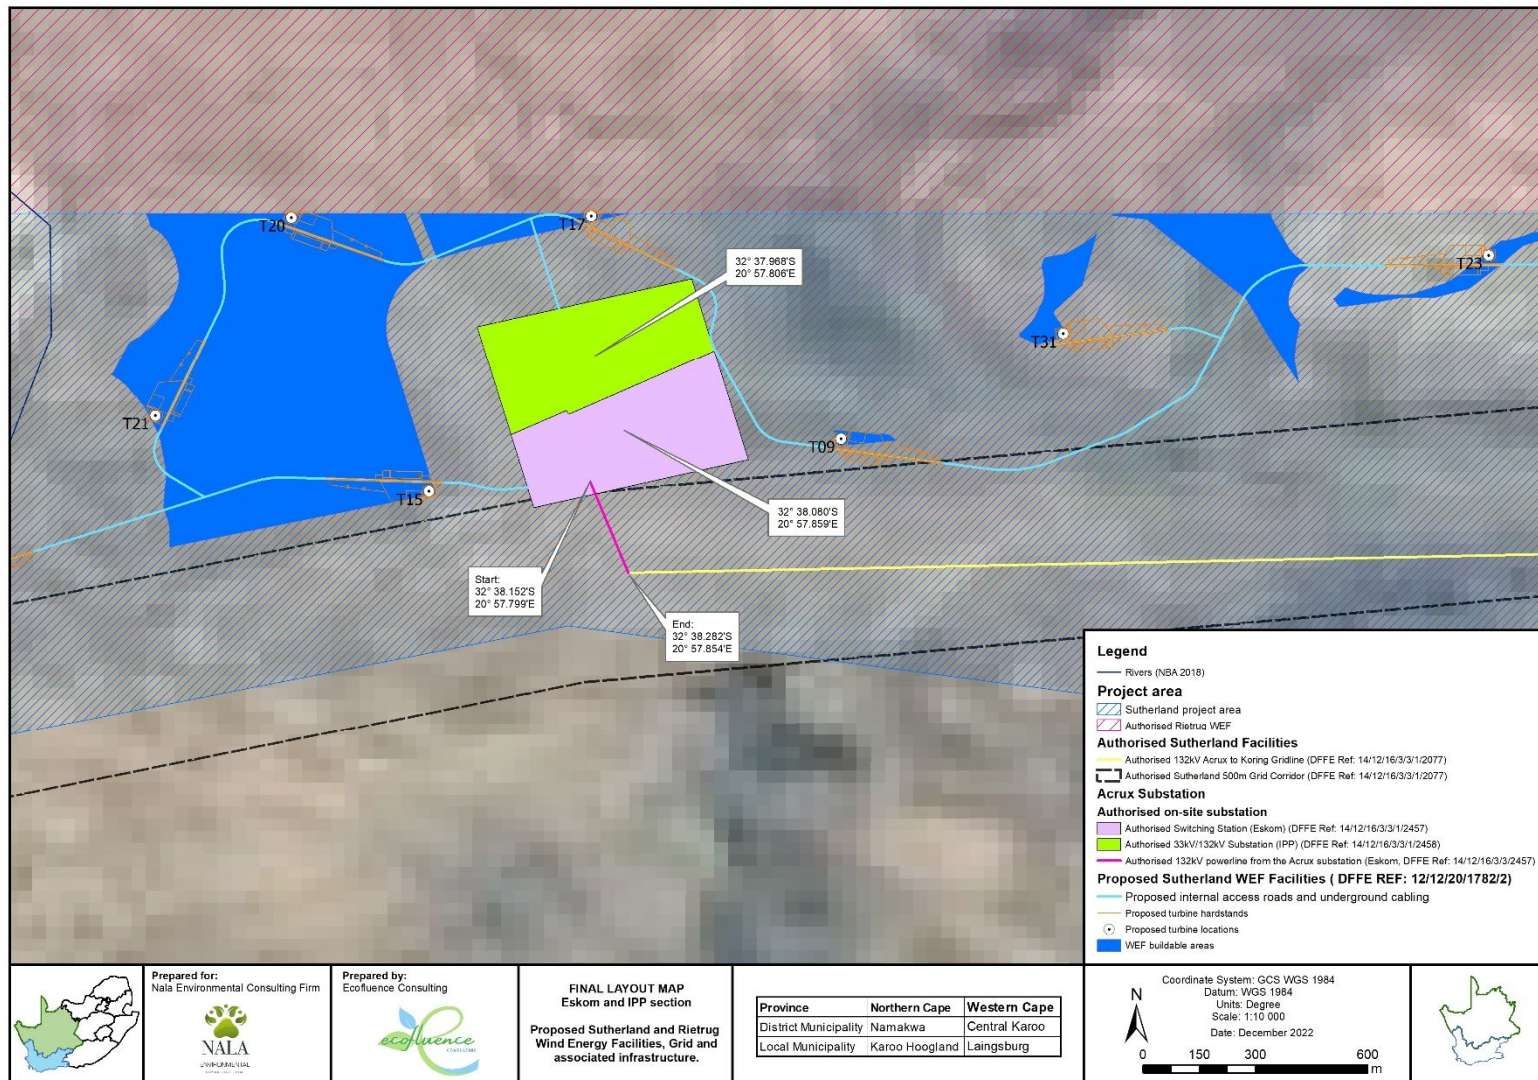 T20
T17
32° 37.968'S
20° 57.806'E
T23
T31
T21
T09
T15
32° 38.080'S
20° 57.859'E
Start:
32° 38.152'S
20° 57.799'E
End:
32° 38.282'S
20° 57.854'E
Legend
Rivers (NBA 2018)
Project area
Sutherland project area
Authorised Rietrug WEF
Authorised Sutherland Facilities
Authorised 132kV Acrux to Koring Gridline (DFFE Ref: 14/12/16/3/3/1/2077)
Authorised Sutherland 500m Grid Corridor (DFFE Ref: 14/12/16/3/3/1/2077)
Acrux Substation
Authorised on-site substation
Authorised Switching Station (Eskom) (DFFE Ref: 14/12/16/3/3/1/2457)
Authorised 33kV/132kV Substation (IPP) (DFFE Ref: 14/12/16/3/3/1/2458)
Authorised 132kV powerline from the Acrux substation (Eskom, DFFE Ref: 14/12/16/3/3/2457)
Proposed Sutherland WEF Facilities ( DFFE REF: 12/12/20/1782/2)
Proposed internal access roads and underground cabling
Proposed turbine hardstands
Proposed turbine locations
WEF buildable areas
Prepared for:
Nala Environmental Consulting Firm
NALA
ENVIRONMENTAL
Prepared by:
Ecofluence Consulting
ecofluence
CONSULTING
FINAL LAYOUT MAP
Eskom and IPP section
Proposed Sutherland and Rietrug
Wind Energy Facilities, Grid and
associated infrastructure.
Province Northern Cape Western Cape
District Municipality Namakwa Central Karoo
Local Municipality Karoo Hoogland Laingsburg
N
Coordinate System: GCS WGS 1984
Datum: WGS 1984
Units: Degree
Scale: 1:10 000
Date: December 2022
0 150 300 600
m